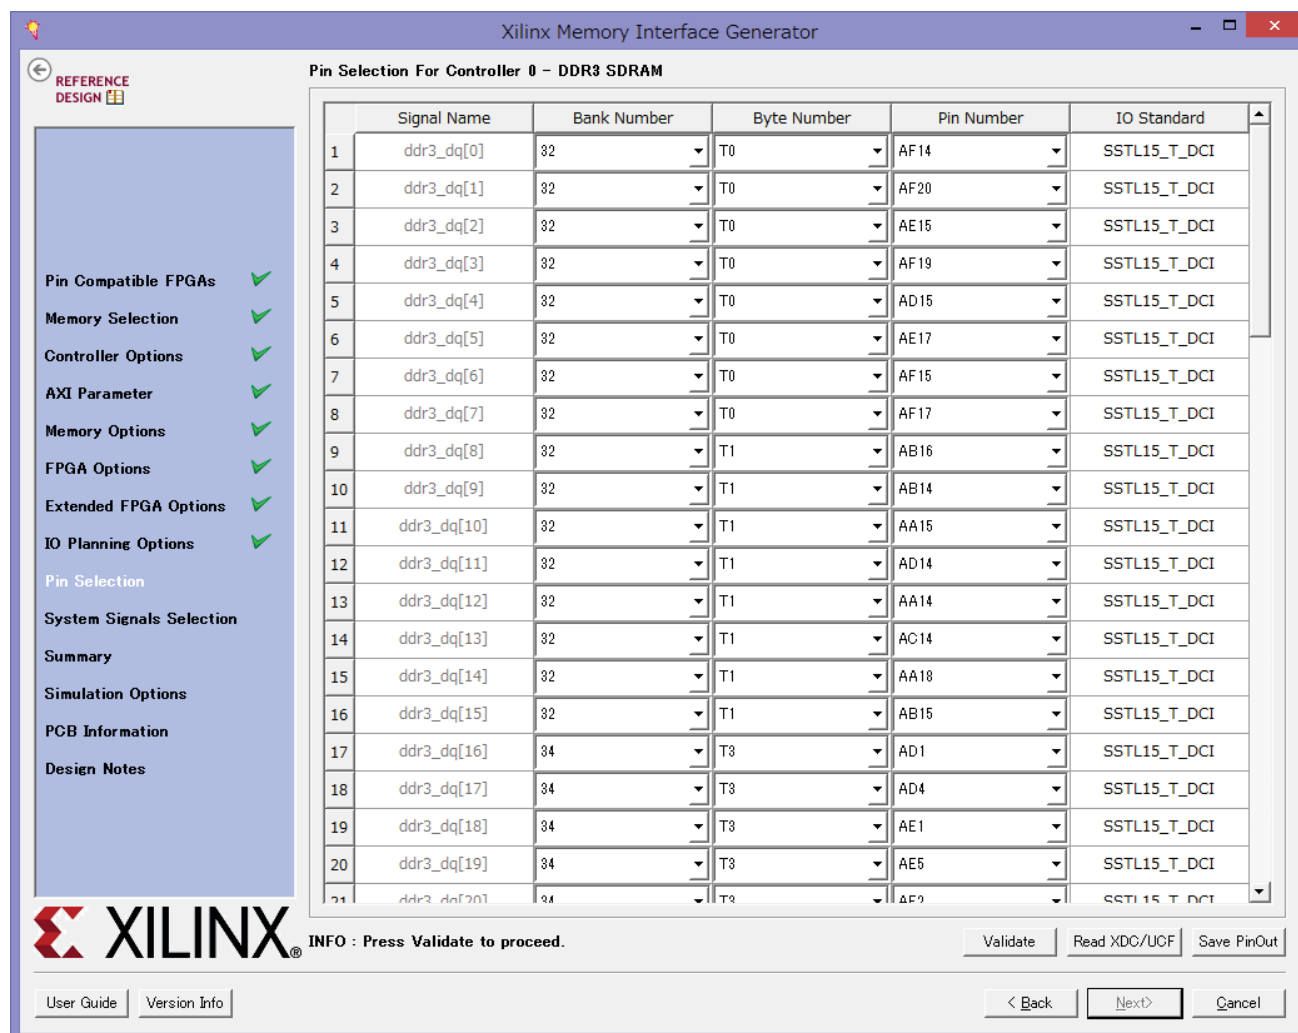 Xilinx Memory Interface Generator
REFERENCE
DESIGN
Pin Compatible FPGAs
Memory Selection
Controller Options
AXI Parameter
Memory Options
FPGA Options
Extended FPGA Options
IO Planning Options
Pin Selection
System Signals Selection
Summary
Simulation Options
PCB Information
Design Notes
XILINX®
Pin Selection For Controller 0 - DDR3 SDRAM
Signal Name Bank Number Byte Number Pin Number IO Standard
1 ddr3_dq[0] 32 T0 AF14 SSTL15_T_DCI
2 ddr3_dq[1] 32 T0 AF20 SSTL15_T_DCI
3 ddr3_dq[2] 32 T0 AE15 SSTL15_T_DCI
4 ddr3_dq[3] 32 T0 AF19 SSTL15_T_DCI
5 ddr3_dq[4] 32 T0 AD15 SSTL15_T_DCI
6 ddr3_dq[5] 32 T0 AE17 SSTL15_T_DCI
7 ddr3_dq[6] 32 T0 AF15 SSTL15_T_DCI
8 ddr3_dq[7] 32 T0 AF17 SSTL15_T_DCI
9 ddr3_dq[8] 32 T1 AB16 SSTL15_T_DCI
10 ddr3_dq[9] 32 T1 AB14 SSTL15_T_DCI
11 ddr3_dq[10] 32 T1 AA15 SSTL15_T_DCI
12 ddr3_dq[11] 32 T1 AD14 SSTL15_T_DCI
13 ddr3_dq[12] 32 T1 AA14 SSTL15_T_DCI
14 ddr3_dq[13] 32 T1 AC14 SSTL15_T_DCI
15 ddr3_dq[14] 32 T1 AA18 SSTL15_T_DCI
16 ddr3_dq[15] 32 T1 AB15 SSTL15_T_DCI
17 ddr3_dq[16] 34 T3 AD1 SSTL15_T_DCI
18 ddr3_dq[17] 34 T3 AD4 SSTL15_T_DCI
19 ddr3_dq[18] 34 T3 AE1 SSTL15_T_DCI
20 ddr3_dq[19] 34 T3 AE5 SSTL15_T_DCI
21 ddr3_dq[20] 34 T3 AE2 SSTL15_T_DCI
INFO : Press Validate to proceed.
Validate Read XDC/UCF Save PinOut
User Guide Version Info < Back Next> Cancel